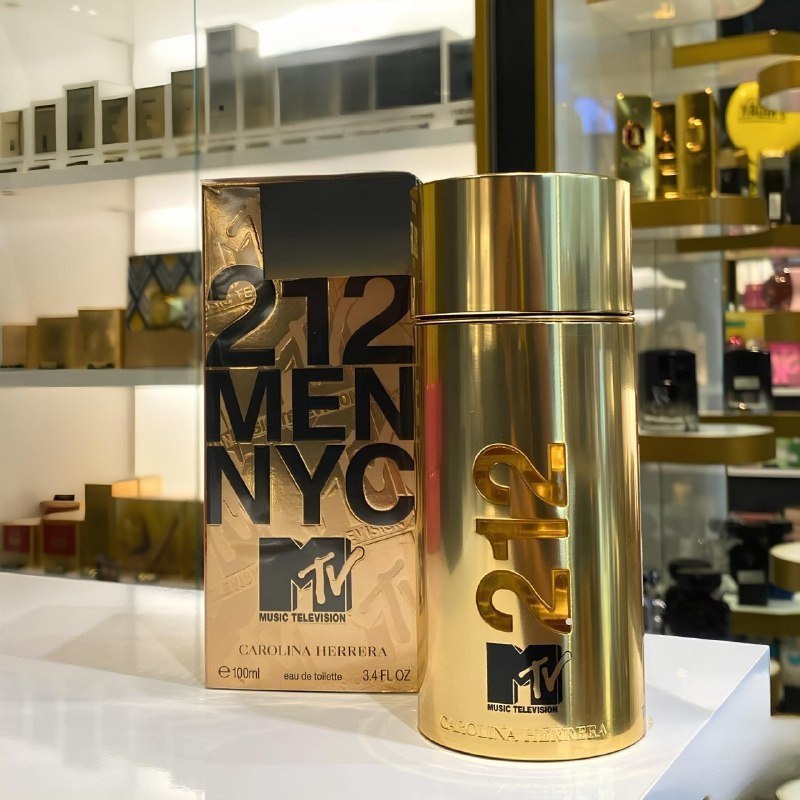 212
MEN
NYC
MTV
MUSIC TELEVISION
CAROLINA HERRERA
℮ 100ml eau de toilette 3.4 FL OZ
212
MTV
MUSIC TELEVISION
CAROLINA HERRERA